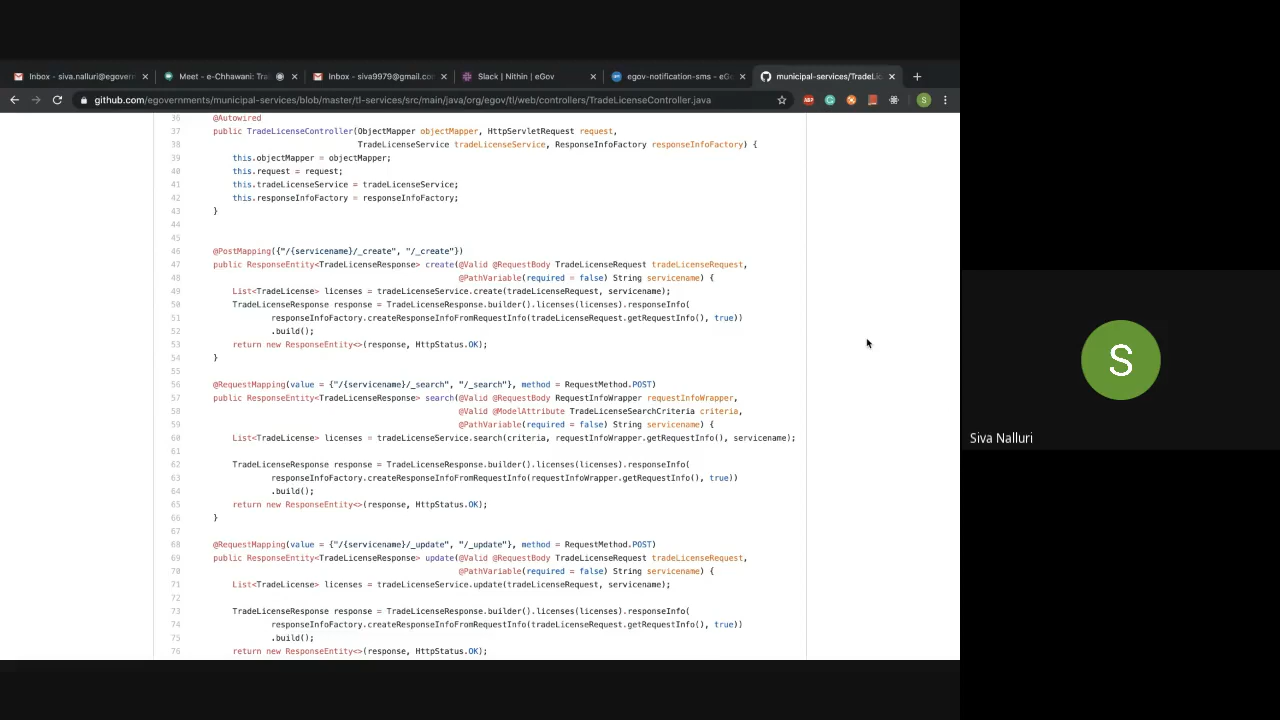 Inbox - siva.nalluri@egovern
Meet - e-Chhawani: Tra
Inbox - siva9979@gmail.co
Slack | Nithin | eGov
egov-notification-sms - eGo
municipal-services/TradeLic
github.com/egovernments/municipal-services/blob/master/tl-services/src/main/java/org/egov/tl/web/controllers/TradeLicenseController.java
ABP
S
36 @Autowired
37 public TradeLicenseController(ObjectMapper objectMapper, HttpServletRequest request,
38 TradeLicenseService tradeLicenseService, ResponseInfoFactory responseInfoFactory) {
39 this.objectMapper = objectMapper;
40 this.request = request;
41 this.tradeLicenseService = tradeLicenseService;
42 this.responseInfoFactory = responseInfoFactory;
43 }
44
45
46 @PostMapping({"/{servicename}/_create", "/_create"})
47 public ResponseEntity<TradeLicenseResponse> create(@Valid @RequestBody TradeLicenseRequest tradeLicenseRequest,
48 @PathVariable(required = false) String servicename) {
49 List<TradeLicense> licenses = tradeLicenseService.create(tradeLicenseRequest, servicename);
50 TradeLicenseResponse response = TradeLicenseResponse.builder().licenses(licenses).responseInfo(
51 responseInfoFactory.createResponseInfoFromRequestInfo(tradeLicenseRequest.getRequestInfo(), true))
52 .build();
53 return new ResponseEntity<>(response, HttpStatus.OK);
54 }
55
56 @RequestMapping(value = {"/{servicename}/_search", "/_search"}, method = RequestMethod.POST)
57 public ResponseEntity<TradeLicenseResponse> search(@Valid @RequestBody RequestInfoWrapper requestInfoWrapper,
58 @Valid @ModelAttribute TradeLicenseSearchCriteria criteria,
59 @PathVariable(required = false) String servicename) {
60 List<TradeLicense> licenses = tradeLicenseService.search(criteria, requestInfoWrapper.getRequestInfo(), servicename);
61
62 TradeLicenseResponse response = TradeLicenseResponse.builder().licenses(licenses).responseInfo(
63 responseInfoFactory.createResponseInfoFromRequestInfo(requestInfoWrapper.getRequestInfo(), true))
64 .build();
65 return new ResponseEntity<>(response, HttpStatus.OK);
66 }
67
68 @RequestMapping(value = {"/{servicename}/_update", "/_update"}, method = RequestMethod.POST)
69 public ResponseEntity<TradeLicenseResponse> update(@Valid @RequestBody TradeLicenseRequest tradeLicenseRequest,
70 @PathVariable(required = false) String servicename) {
71 List<TradeLicense> licenses = tradeLicenseService.update(tradeLicenseRequest, servicename);
72
73 TradeLicenseResponse response = TradeLicenseResponse.builder().licenses(licenses).responseInfo(
74 responseInfoFactory.createResponseInfoFromRequestInfo(tradeLicenseRequest.getRequestInfo(), true))
75 .build();
76 return new ResponseEntity<>(response, HttpStatus.OK);
S
Siva Nalluri